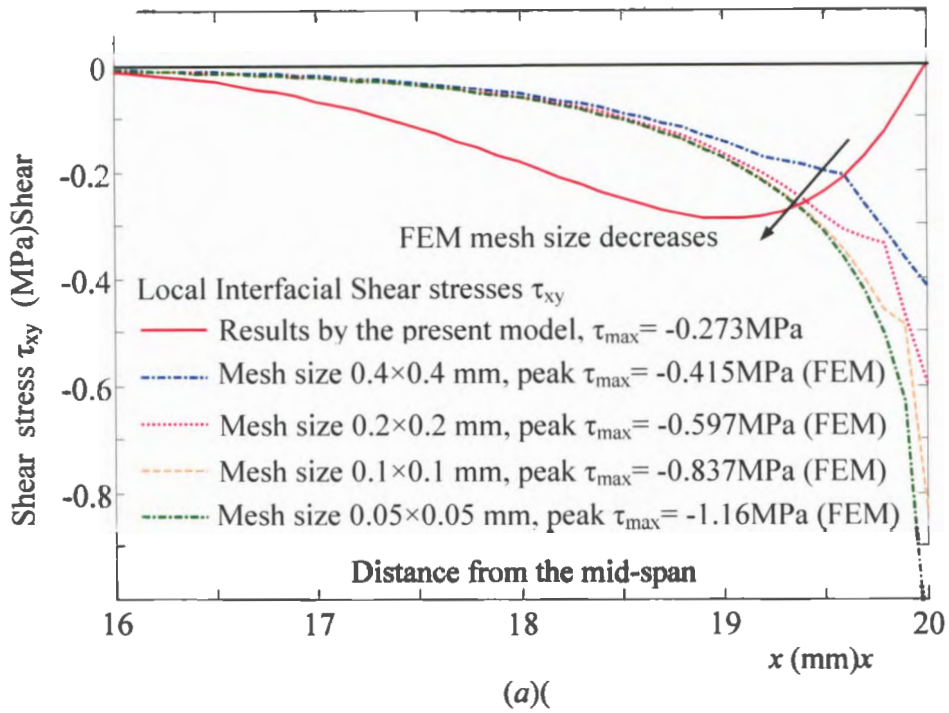 0
-0.2
-0.4
-0.6
-0.8
Shear stress τxy (MPa)Shear
FEM mesh size decreases
Local Interfacial Shear stresses τxy
Results by the present model, τmax= -0.273MPa
Mesh size 0.4×0.4 mm, peak τmax= -0.415MPa (FEM)
Mesh size 0.2×0.2 mm, peak τmax= -0.597MPa (FEM)
Mesh size 0.1×0.1 mm, peak τmax= -0.837MPa (FEM)
Mesh size 0.05×0.05 mm, peak τmax= -1.16MPa (FEM)
Distance from the mid-span
16 17 18 19 20
x (mm)x
(a)(